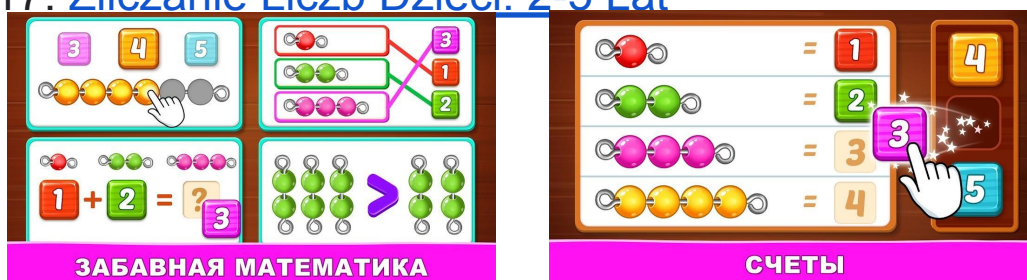 17. Zliczanie Liczb Dzieci: 2-5 Lat
3 4 5
3
1
2
1 + 2 = ?
3
>
ЗАБАВНАЯ МАТЕМАТИКА
= 1
= 2
= 3
= 4
3
4
5
СЧЕТЫ